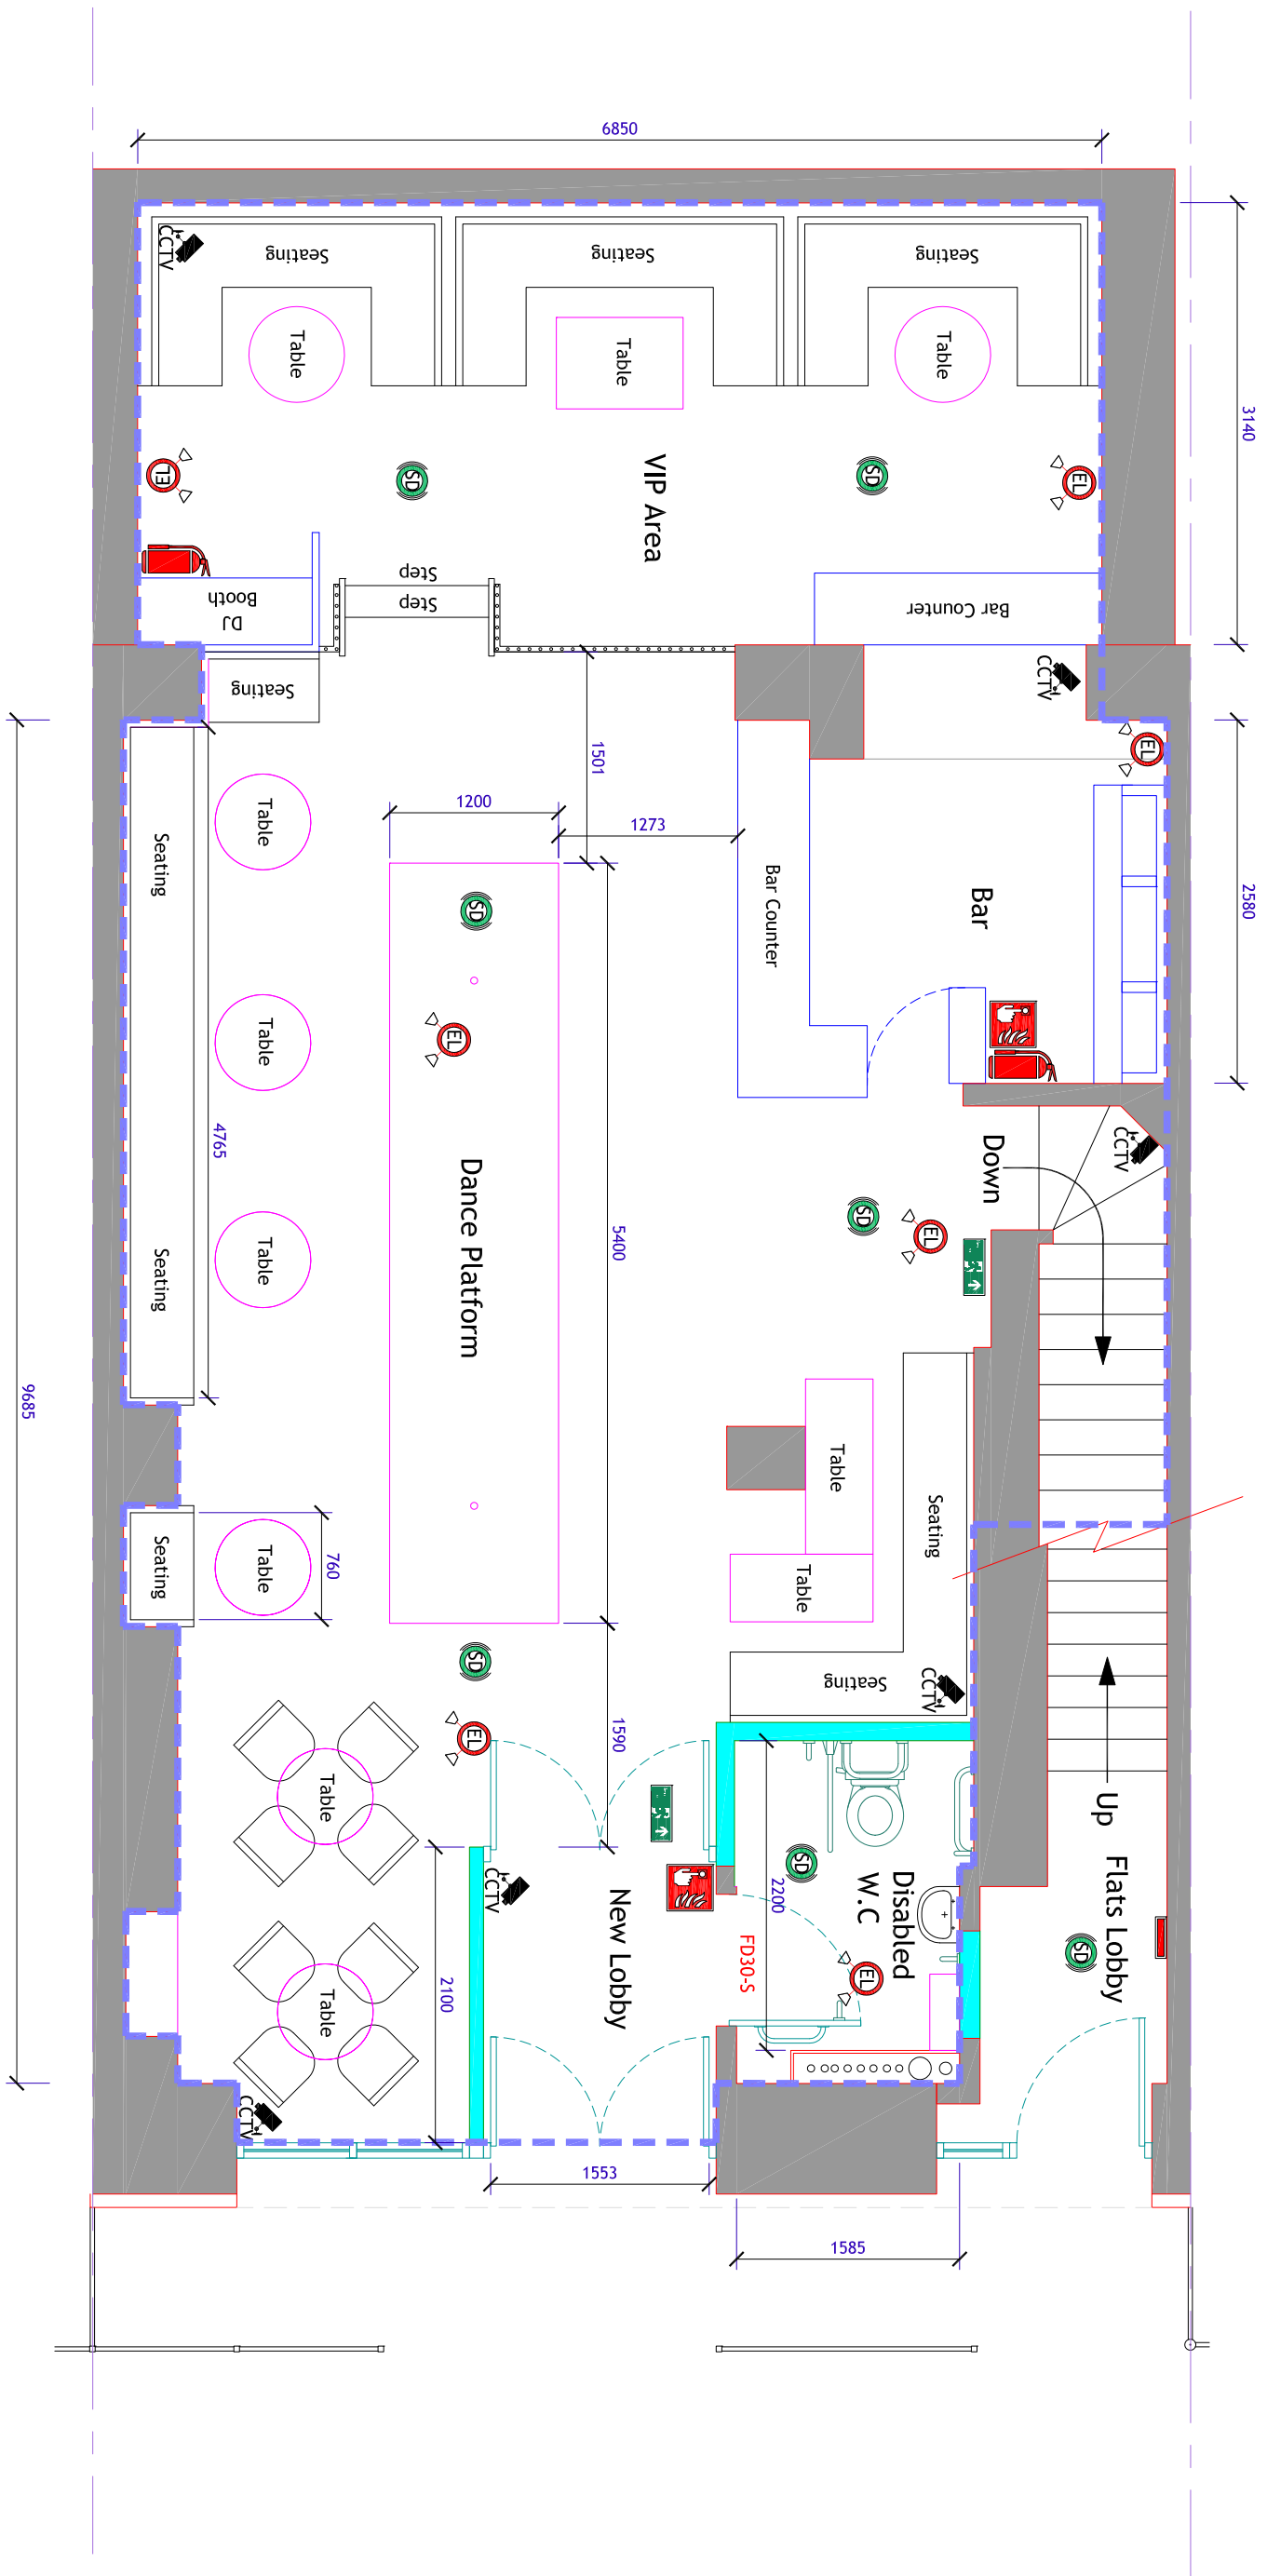 6850
3140
CCTV
Seating
Seating
Seating
Table
Table
Table
VIP Area
EL
SD
SD
EL
Step
Step
DJ
Booth
Bar Counter
Seating
CCTV
EL
1501
1200
1273
2580
Table
Seating
Bar Counter
Bar
SD
EL
Table
4765
Down
CCTV
Dance Platform
5400
SD
EL
Seating
Table
9685
Table
Seating
Seating
Table
760
Table
SD
Seating
CCTV
EL
1590
Table
2200
SD
Disabled
W.C
FD30-S
EL
Up
Flats Lobby
SD
CCTV
New Lobby
2100
Table
CCTV
1553
1585